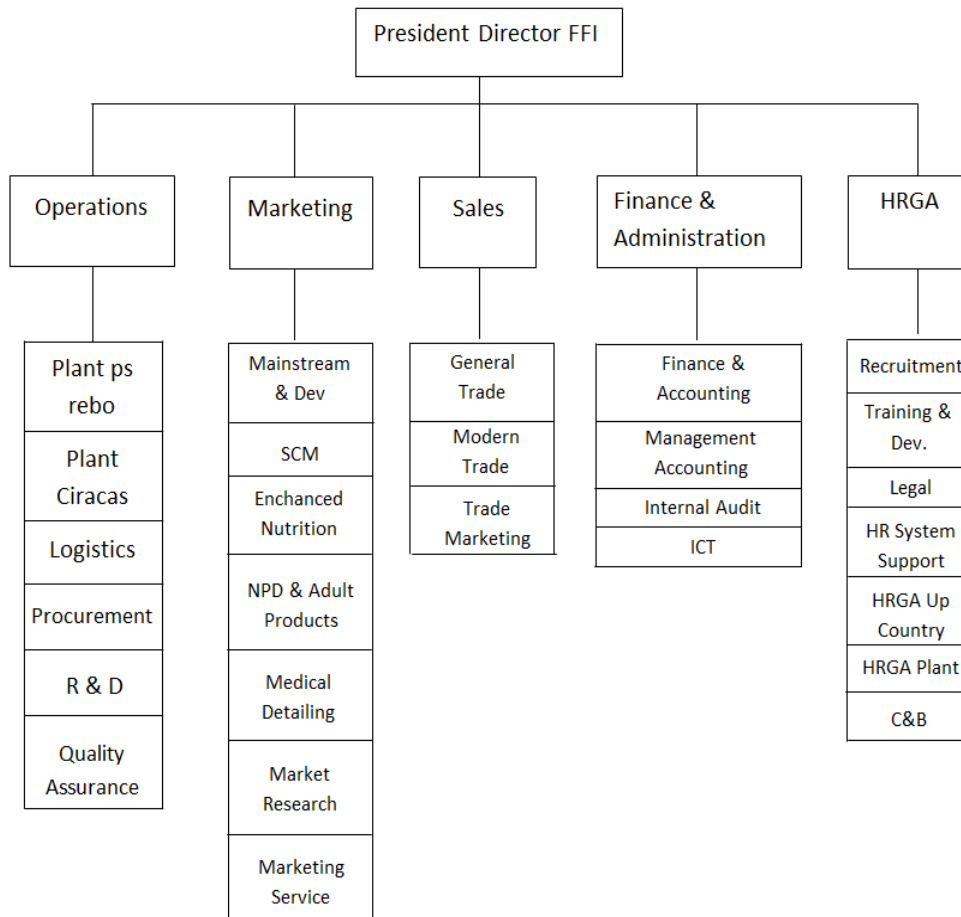 President Director FFI
Operations
Marketing
Sales
Finance &
Administration
HRGA
Plant ps
rebo
Plant
Ciracas
Logistics
Procurement
R & D
Quality
Assurance
Mainstream
& Dev
SCM
Enchanced
Nutrition
NPD & Adult
Products
Medical
Detailing
Market
Research
Marketing
Service
General
Trade
Modern
Trade
Trade
Marketing
Finance &
Accounting
Management
Accounting
Internal Audit
ICT
Recruitment
Training &
Dev.
Legal
HR System
Support
HRGA Up
Country
HRGA Plant
C&B